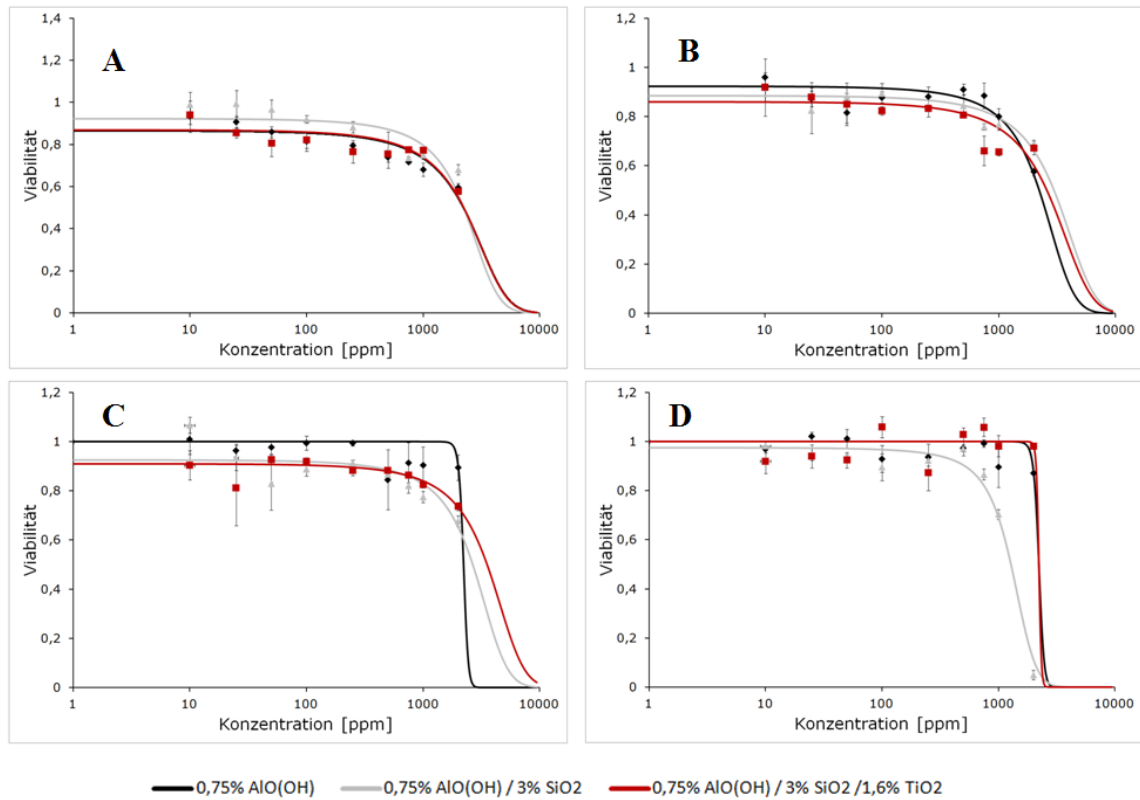 A
1,4
1,2
1
0,8
0,6
0,4
0,2
0
Viabilität
1 10 100 1000 10000
Konzentration [ppm]
B
1,2
1
0,8
0,6
0,4
0,2
0
Viabilität
1 10 100 1000 10000
Konzentration [ppm]
C
1,2
1
0,8
0,6
0,4
0,2
0
Viabilität
1 10 100 1000 10000
Konzentration [ppm]
D
1,2
1
0,8
0,6
0,4
0,2
0
Viabilität
1 10 100 1000 10000
Konzentration [ppm]
0,75% AlO(OH)
0,75% AlO(OH) / 3% SiO2
0,75% AlO(OH) / 3% SiO2 /1,6% TiO2